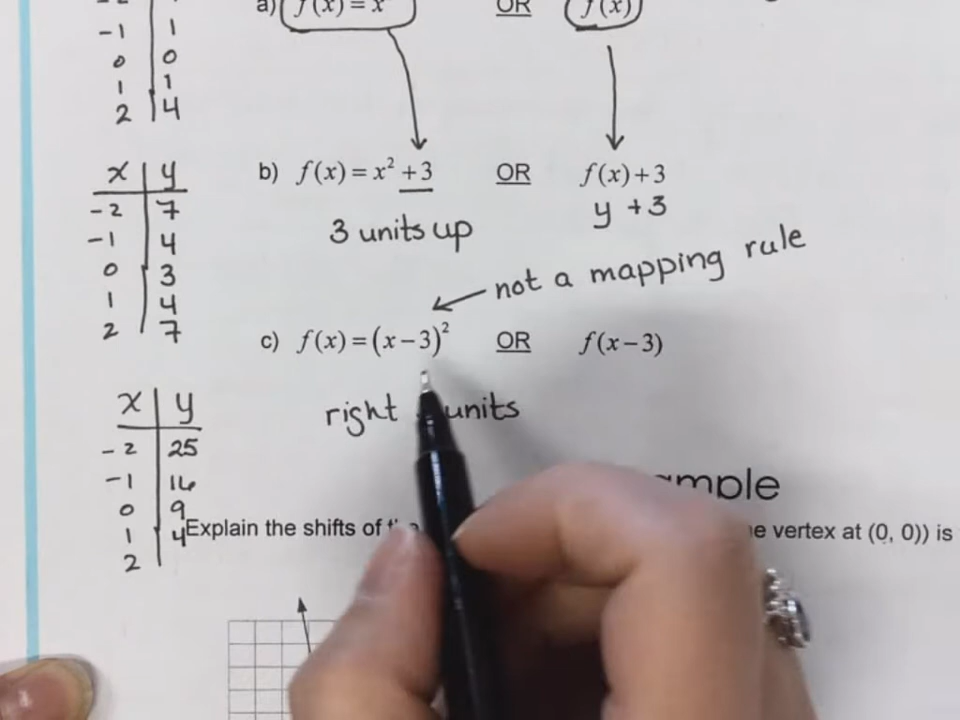 -2
a) f(x) = x OR f(x)
-1 1
0 0
1 1
2 4
x y
-2 7
-1 4
0 3
1 4
2 7
b) f(x) = x² +3 OR f(x)+3
3 units up y +3
not a mapping rule
c) f(x) = (x−3)² OR f(x−3)
x y
-2 25
-1 16
0 9
1 4
2
right units
ample
Explain the shifts of vertex at (0, 0)) is